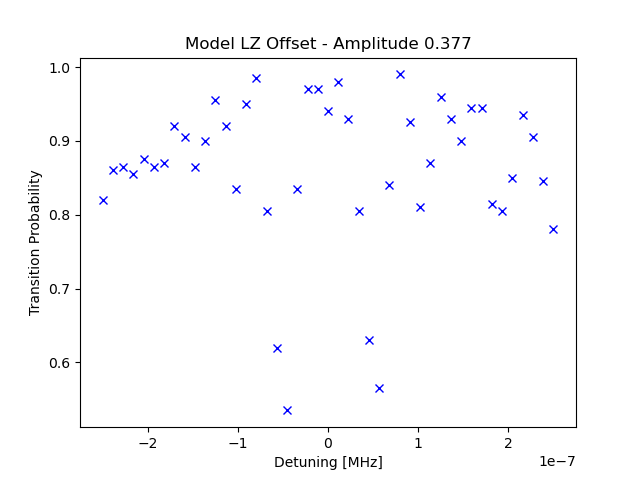 Model LZ Offset - Amplitude 0.377
Transition Probability
1.0
0.9
0.8
0.7
0.6
−2
−1
0
1
2
1e−7
Detuning [MHz]